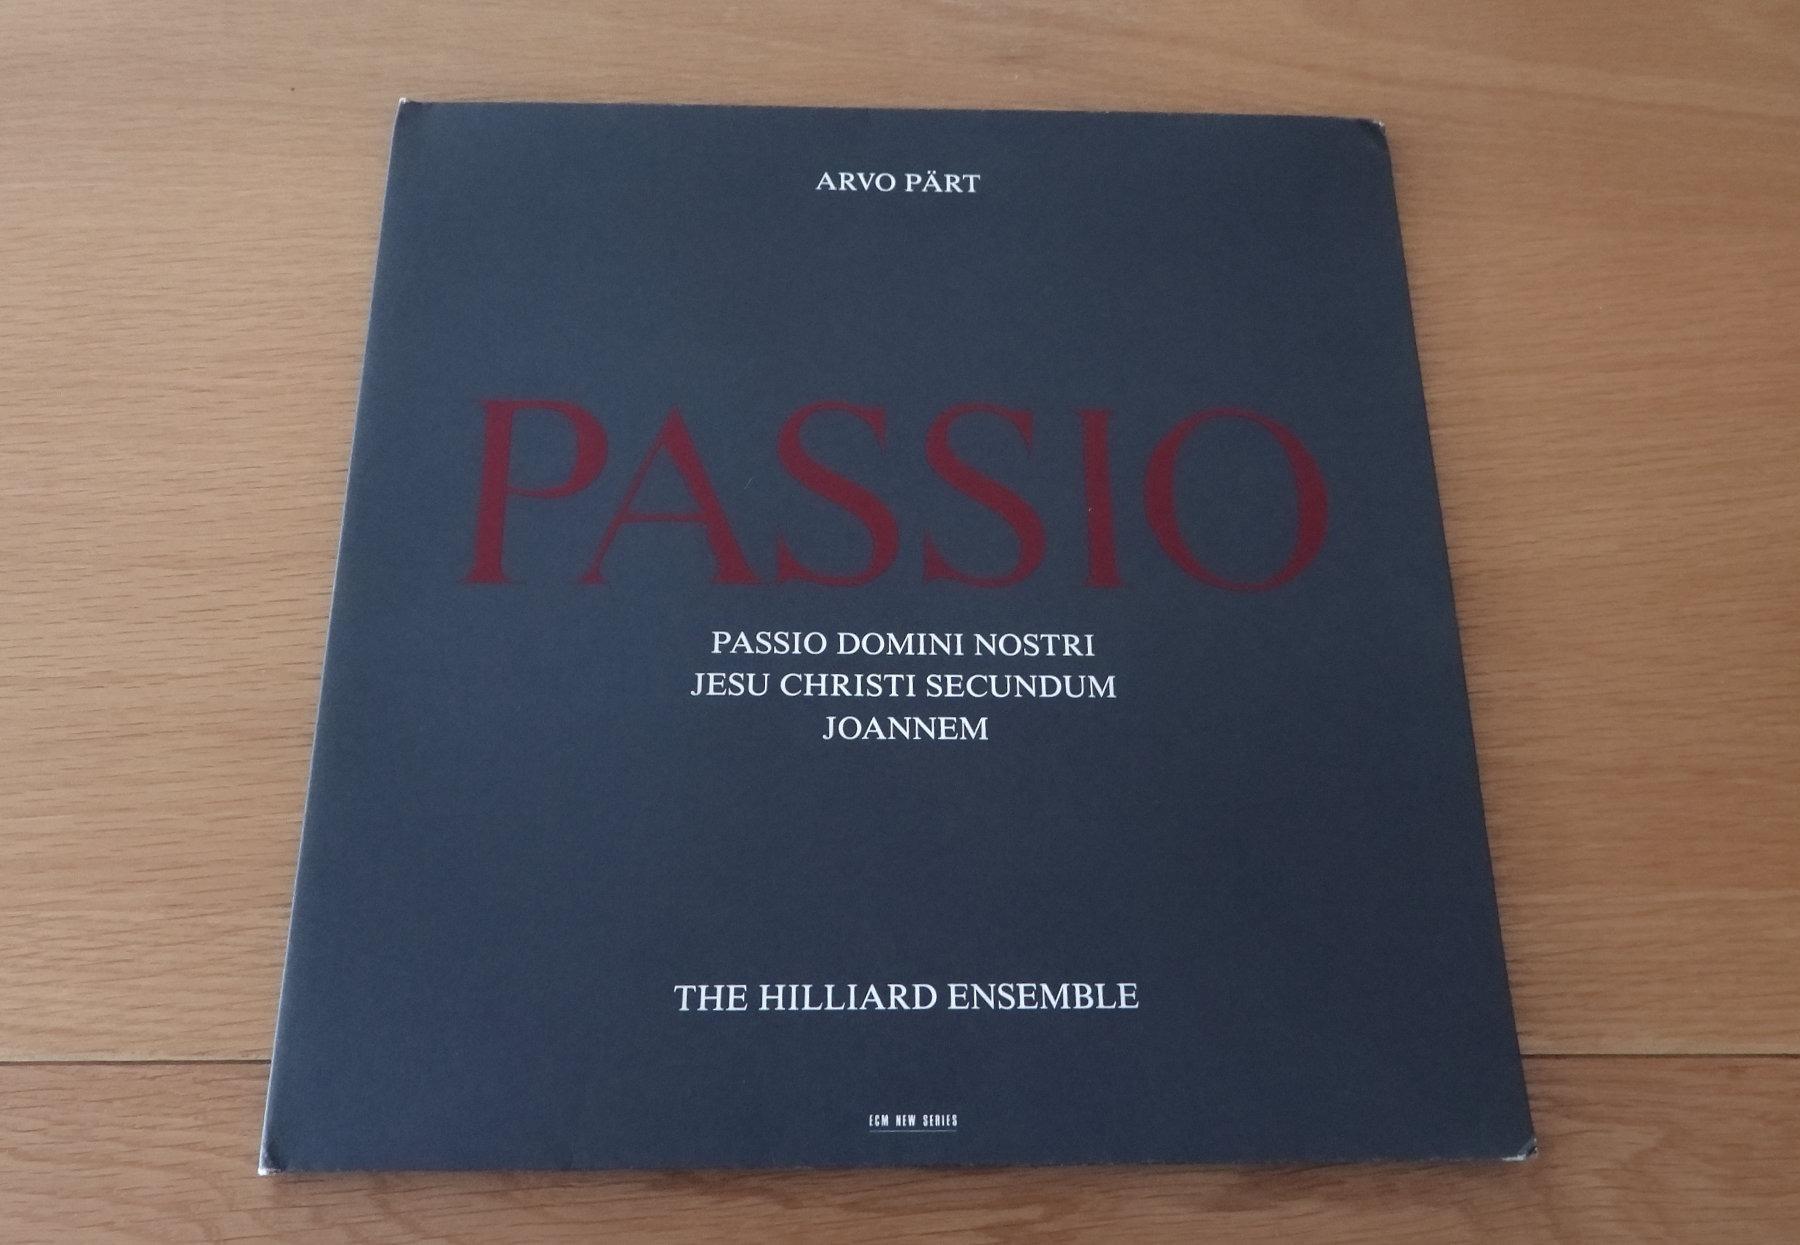 ARVO PÄRT
PASSIO
PASSIO DOMINI NOSTRI
JESU CHRISTI SECUNDUM
JOANNEM
THE HILLIARD ENSEMBLE
ECM NEW SERIES